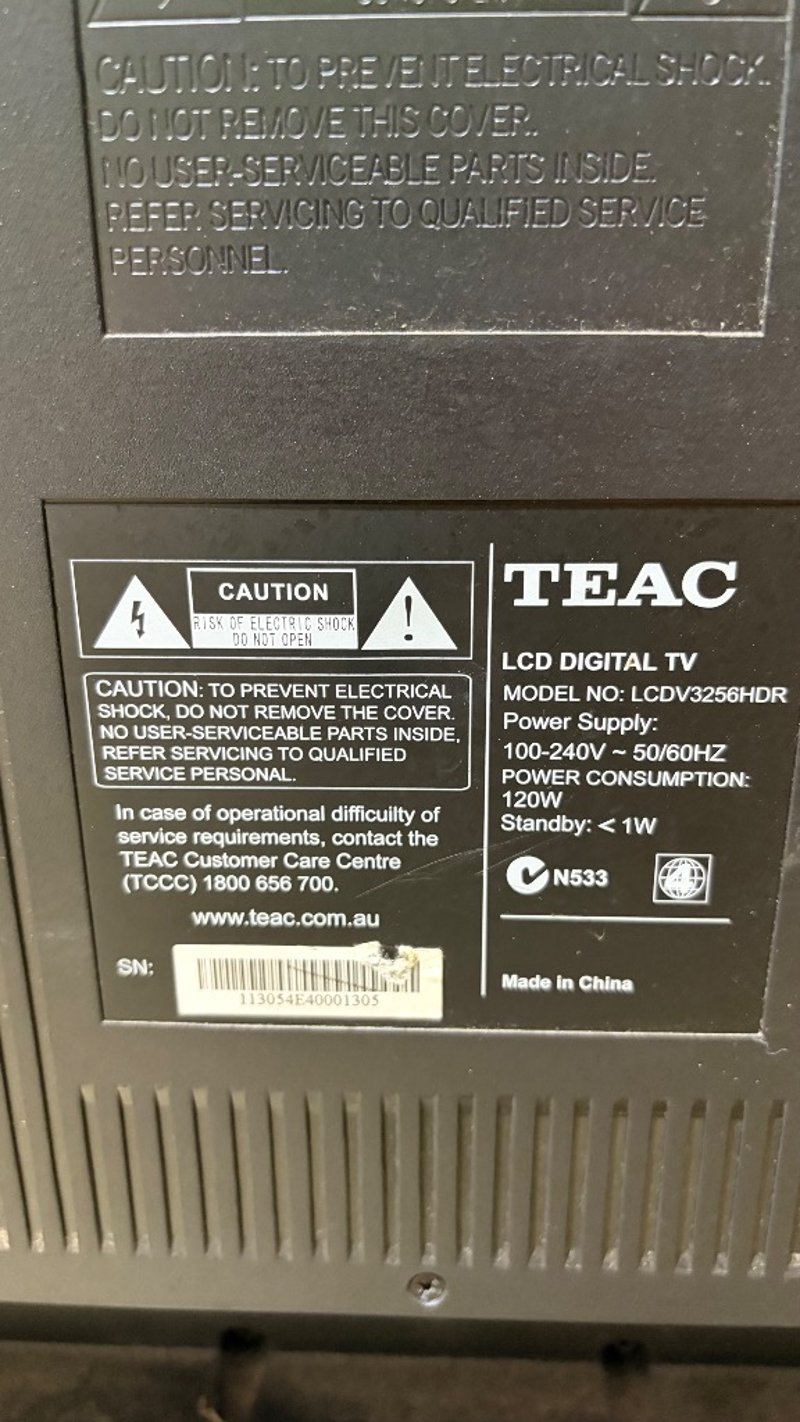 CAUTION: TO PREVENT ELECTRICAL SHOCK.
DO NOT REMOVE THIS COVER.
NO USER-SERVICEABLE PARTS INSIDE.
REFER SERVICING TO QUALIFIED SERVICE
PERSONNEL.
CAUTION
RISK OF ELECTRIC SHOCK
DO NOT OPEN
CAUTION: TO PREVENT ELECTRICAL
SHOCK, DO NOT REMOVE THE COVER.
NO USER-SERVICEABLE PARTS INSIDE,
REFER SERVICING TO QUALIFIED
SERVICE PERSONAL.
In case of operational difficuilty of
service requirements, contact the
TEAC Customer Care Centre
(TCCC) 1800 656 700.
www.teac.com.au
SN:
113054E40001305
TEAC
LCD DIGITAL TV
MODEL NO: LCDV3256HDR
Power Supply:
100-240V ~ 50/60HZ
POWER CONSUMPTION:
120W
Standby: < 1W
N533
4
Made in China